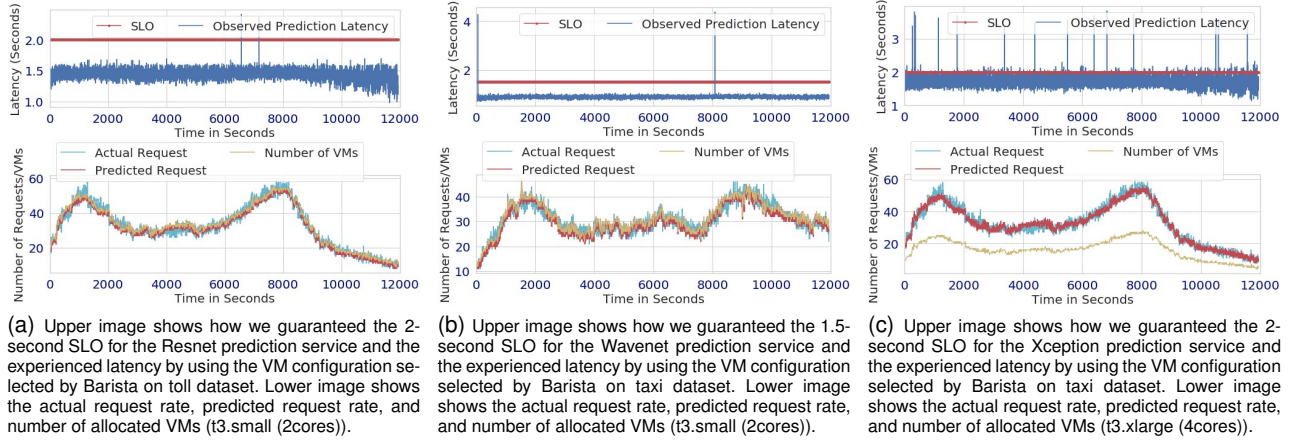 SLO
Observed Prediction Latency
Latency (Seconds)
2.0
1.5
1.0
0
2000
4000
6000
8000
10000
12000
Time in Seconds
Actual Request
Number of VMs
Predicted Request
Number of Requests/VMs
60
40
20
0
2000
4000
6000
8000
10000
12000
Time in Seconds
(a) Upper image shows how we guaranteed the 2-
second SLO for the Resnet prediction service and the
experienced latency by using the VM configuration se-
lected by Barista on toll dataset. Lower image shows
the actual request rate, predicted request rate, and
number of allocated VMs (t3.small (2cores)).
SLO
Observed Prediction Latency
Latency (Seconds)
4
2
0
2000
4000
6000
8000
10000
12000
Time in Seconds
Actual Request
Number of VMs
Predicted Request
Number of Requests/VMs
40
30
20
10
0
2000
4000
6000
8000
10000
12000
Time in Seconds
(b) Upper image shows how we guaranteed the 1.5-
second SLO for the Wavenet prediction service and
the experienced latency by using the VM configuration
selected by Barista on taxi dataset. Lower image
shows the actual request rate, predicted request rate,
and number of allocated VMs (t3.small (2cores)).
SLO
Observed Prediction Latency
Latency (Seconds)
3
2
1
0
2000
4000
6000
8000
10000
12000
Time in Seconds
Actual Request
Number of VMs
Predicted Request
Number of Requests/VMs
60
40
20
0
2000
4000
6000
8000
10000
12000
Time in Seconds
(c) Upper image shows how we guaranteed the 2-
second SLO for the Xception prediction service and
the experienced latency by using the VM configuration
selected by Barista on taxi dataset. Lower image
shows the actual request rate, predicted request rate,
and number of allocated VMs (t3.xlarge (4cores)).